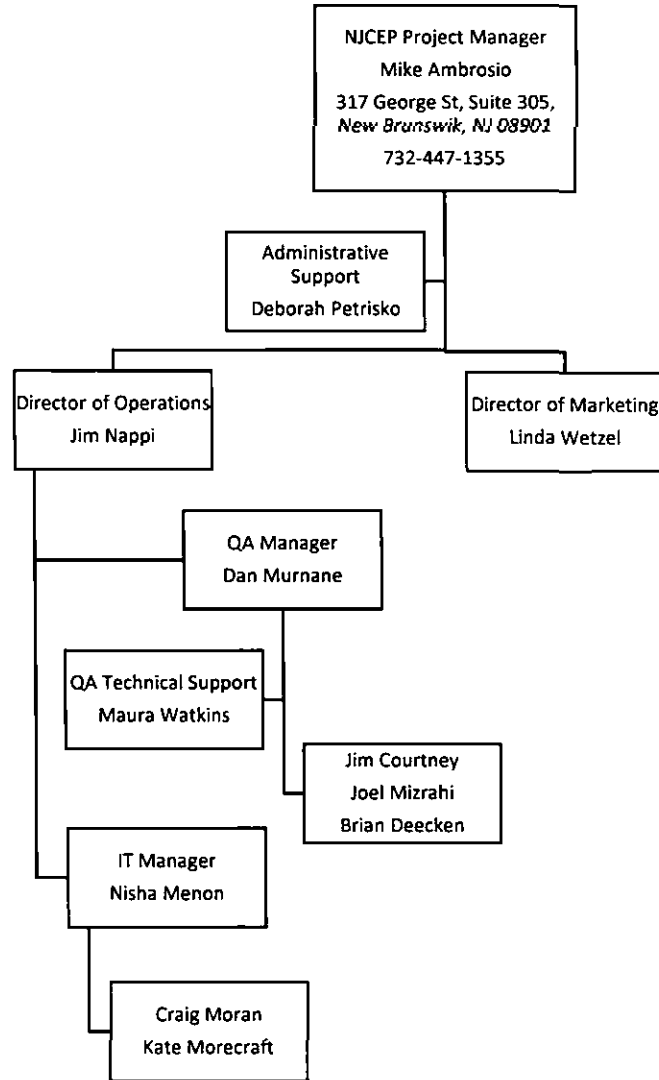 NJCEP Project Manager
Mike Ambrosio
317 George St, Suite 305,
New Brunswik, NJ 08901
732-447-1355
Administrative
Support
Deborah Petrisko
Director of Operations
Jim Nappi
Director of Marketing
Linda Wetzel
QA Manager
Dan Murnane
QA Technical Support
Maura Watkins
Jim Courtney
Joel Mizrahi
Brian Deecken
IT Manager
Nisha Menon
Craig Moran
Kate Morecraft